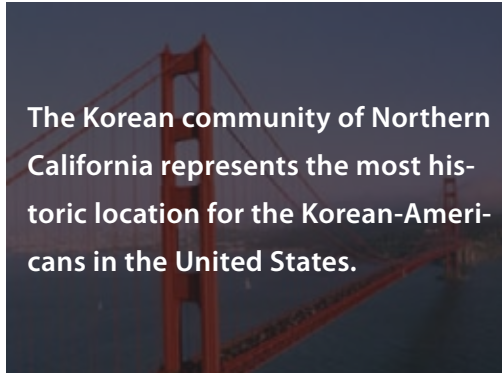 The Korean community of Northern
California represents the most his-
toric location for the Korean-Ameri-
cans in the United States.